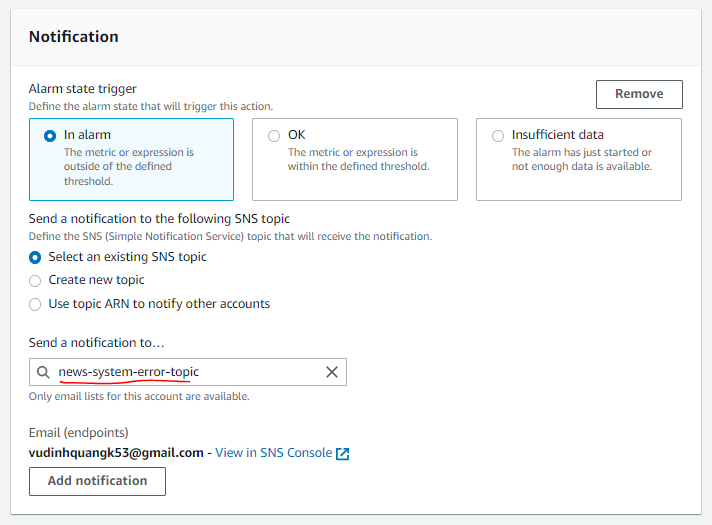 Notification
Alarm state trigger
Define the alarm state that will trigger this action.
Remove
In alarm
The metric or expression is
outside of the defined
threshold.
OK
The metric or expression is
within the defined threshold.
Insufficient data
The alarm has just started or
not enough data is available.
Send a notification to the following SNS topic
Define the SNS (Simple Notification Service) topic that will receive the notification.
Select an existing SNS topic
Create new topic
Use topic ARN to notify other accounts
Send a notification to…
news-system-error-topic
Only email lists for this account are available.
Email (endpoints)
vudinhquangk53@gmail.com - View in SNS Console
Add notification